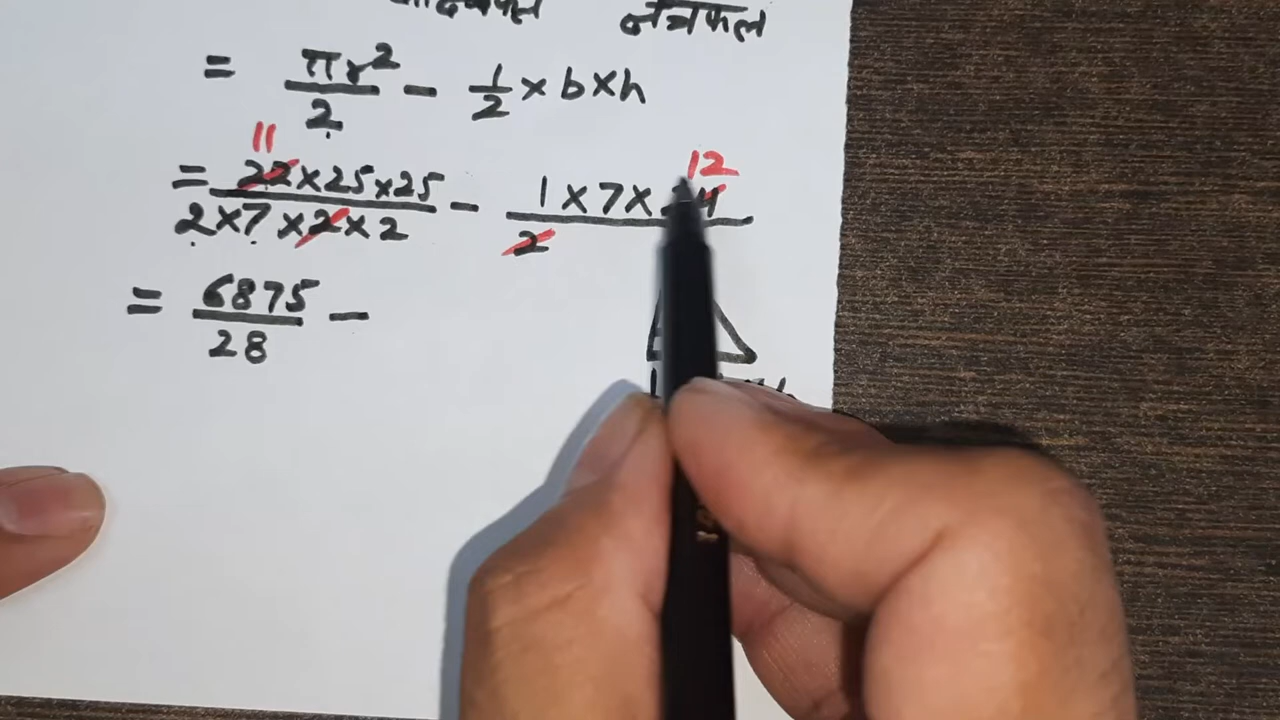 = πr²/2 - 1/2 × b × h
11 12
= 22×25×25 / 2×7×2×2 - 1×7×24 / 2
= 6875/28 -